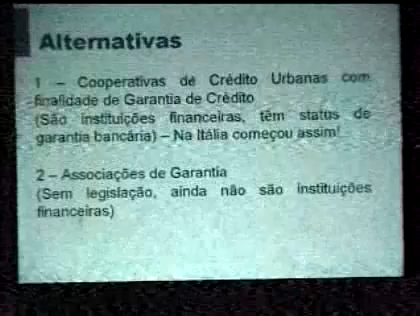 Alternativas
1 – Cooperativas de Crédito Urbanas com
finalidade de Garantia de Crédito
(São instituições financeiras, têm status de
garantia bancária) – Na Itália começou assim!
2 – Associações de Garantia
(Sem legislação, ainda não são instituições
financeiras)